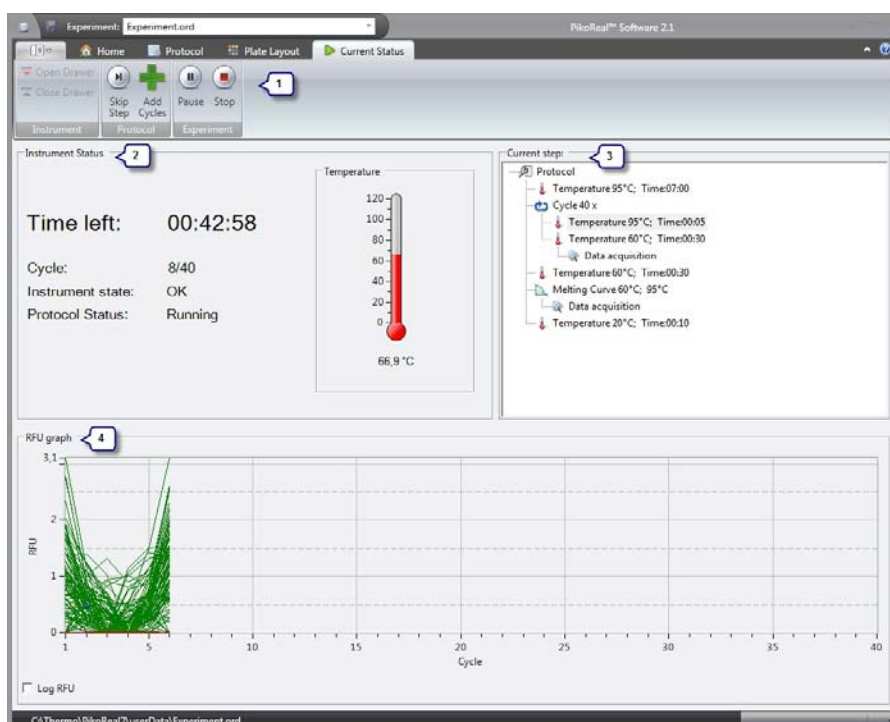 Experiment: Experiment.ord
PikoReal™ Software 2.1
Home Protocol Plate Layout Current Status
Open Drawer
Close Drawer
Skip Step
Add Cycles
Pause
Stop
Instrument Protocol Experiment
1
Instrument Status
2
Time left: 00:42:58
Cycle: 8/40
Instrument state: OK
Protocol Status: Running
Temperature
120
100
80
60
40
20
0
66,9 °C
Current step:
3
Protocol
Temperature 95°C; Time:07:00
Cycle 40 x
Temperature 95°C; Time:00:05
Temperature 60°C; Time:00:30
Data acquisition
Temperature 60°C; Time:00:30
Melting Curve 60°C; 95°C
Data acquisition
Temperature 20°C; Time:00:10
RFU graph
4
3,1
2
1
0
RFU
1 5 10 15 20 25 30 35 40
Cycle
Log RFU
C:\Thermo\PikoReal2\userData\Experiment.ord